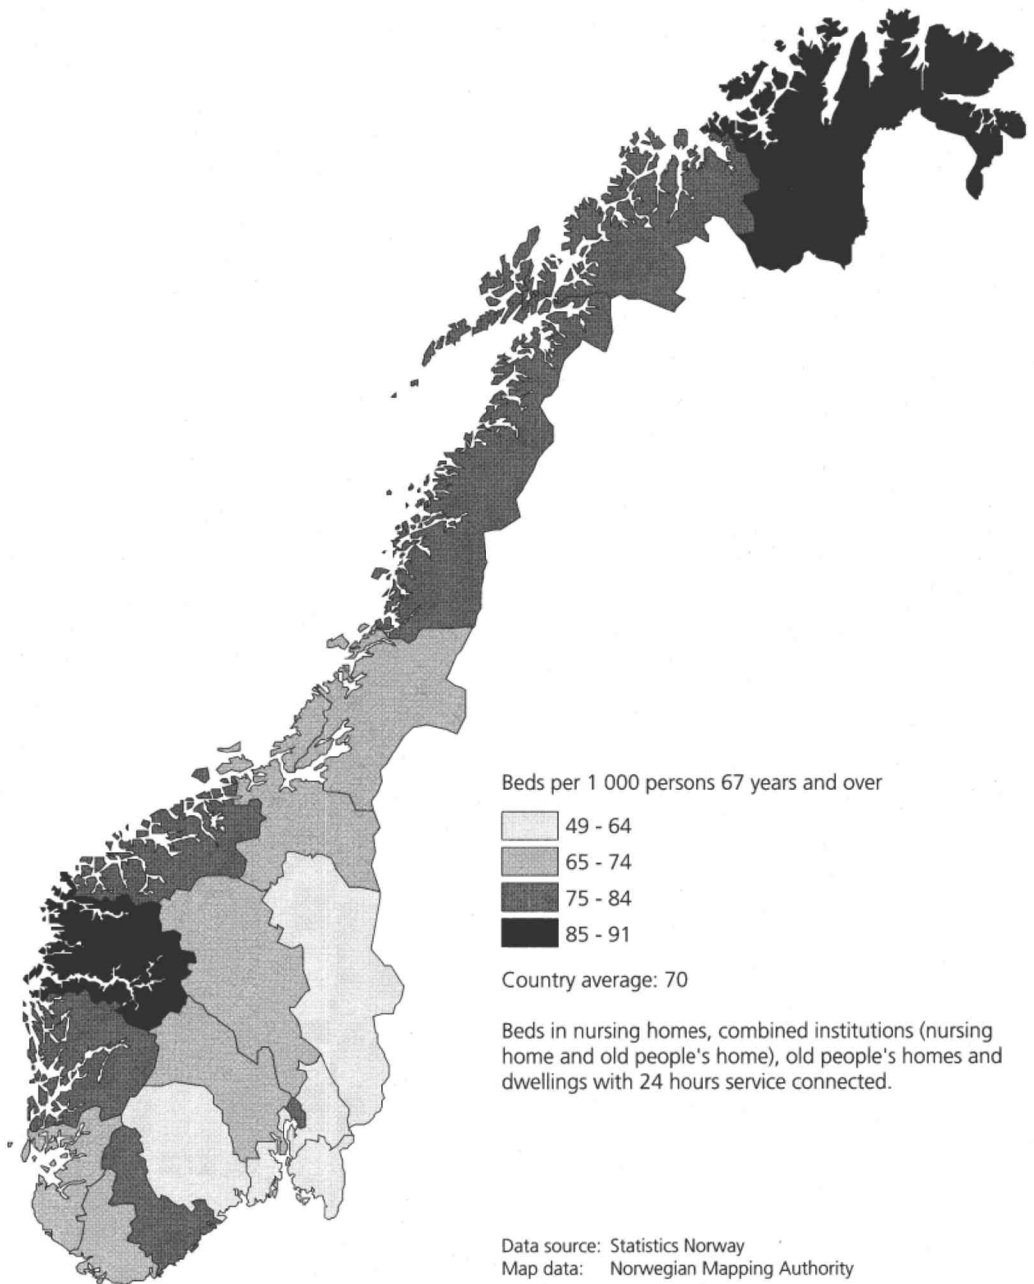 Beds per 1 000 persons 67 years and over
49 - 64
65 - 74
75 - 84
85 - 91
Country average: 70
Beds in nursing homes, combined institutions (nursing
home and old people's home), old people's homes and
dwellings with 24 hours service connected.
Data source: Statistics Norway
Map data: Norwegian Mapping Authority